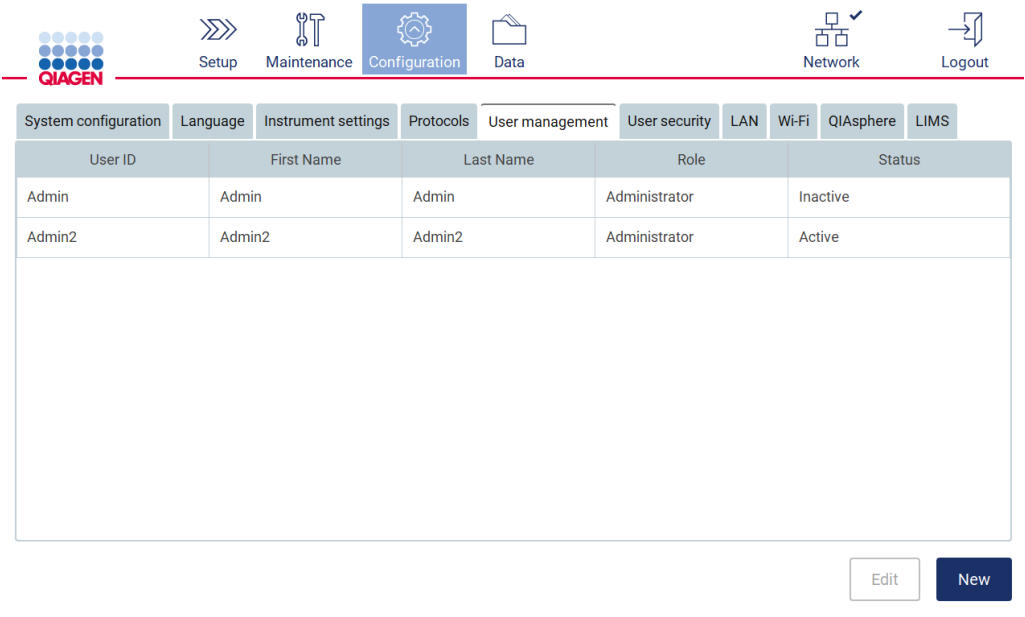 QIAGEN
Setup Maintenance Configuration Data Network Logout
System configuration Language Instrument settings Protocols User management User security LAN Wi-Fi QIAsphere LIMS
User ID First Name Last Name Role Status
Admin Admin Admin Administrator Inactive
Admin2 Admin2 Admin2 Administrator Active
Edit New